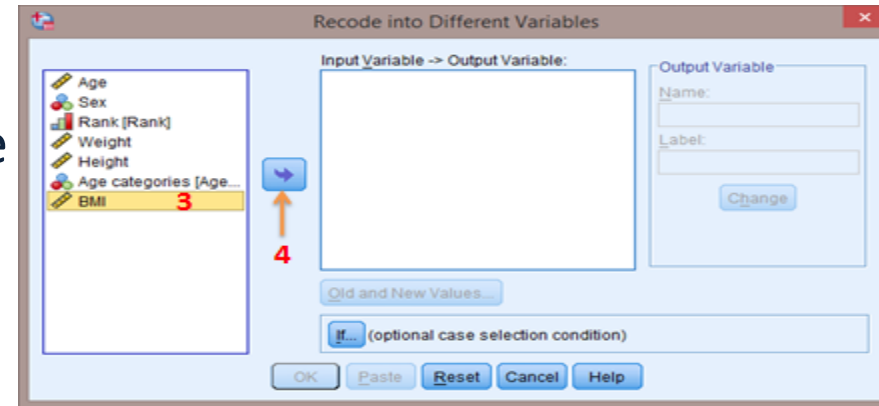 Recode into Different Variables
Input Variable -> Output Variable:
Output Variable
Age
Name:
Sex
Rank [Rank]
Weight
e
Label:
Height
Age categories [Age...
BMI 3
Change
4
Old and New Values...
If... (optional case selection condition)
OK Paste Reset Cancel Help